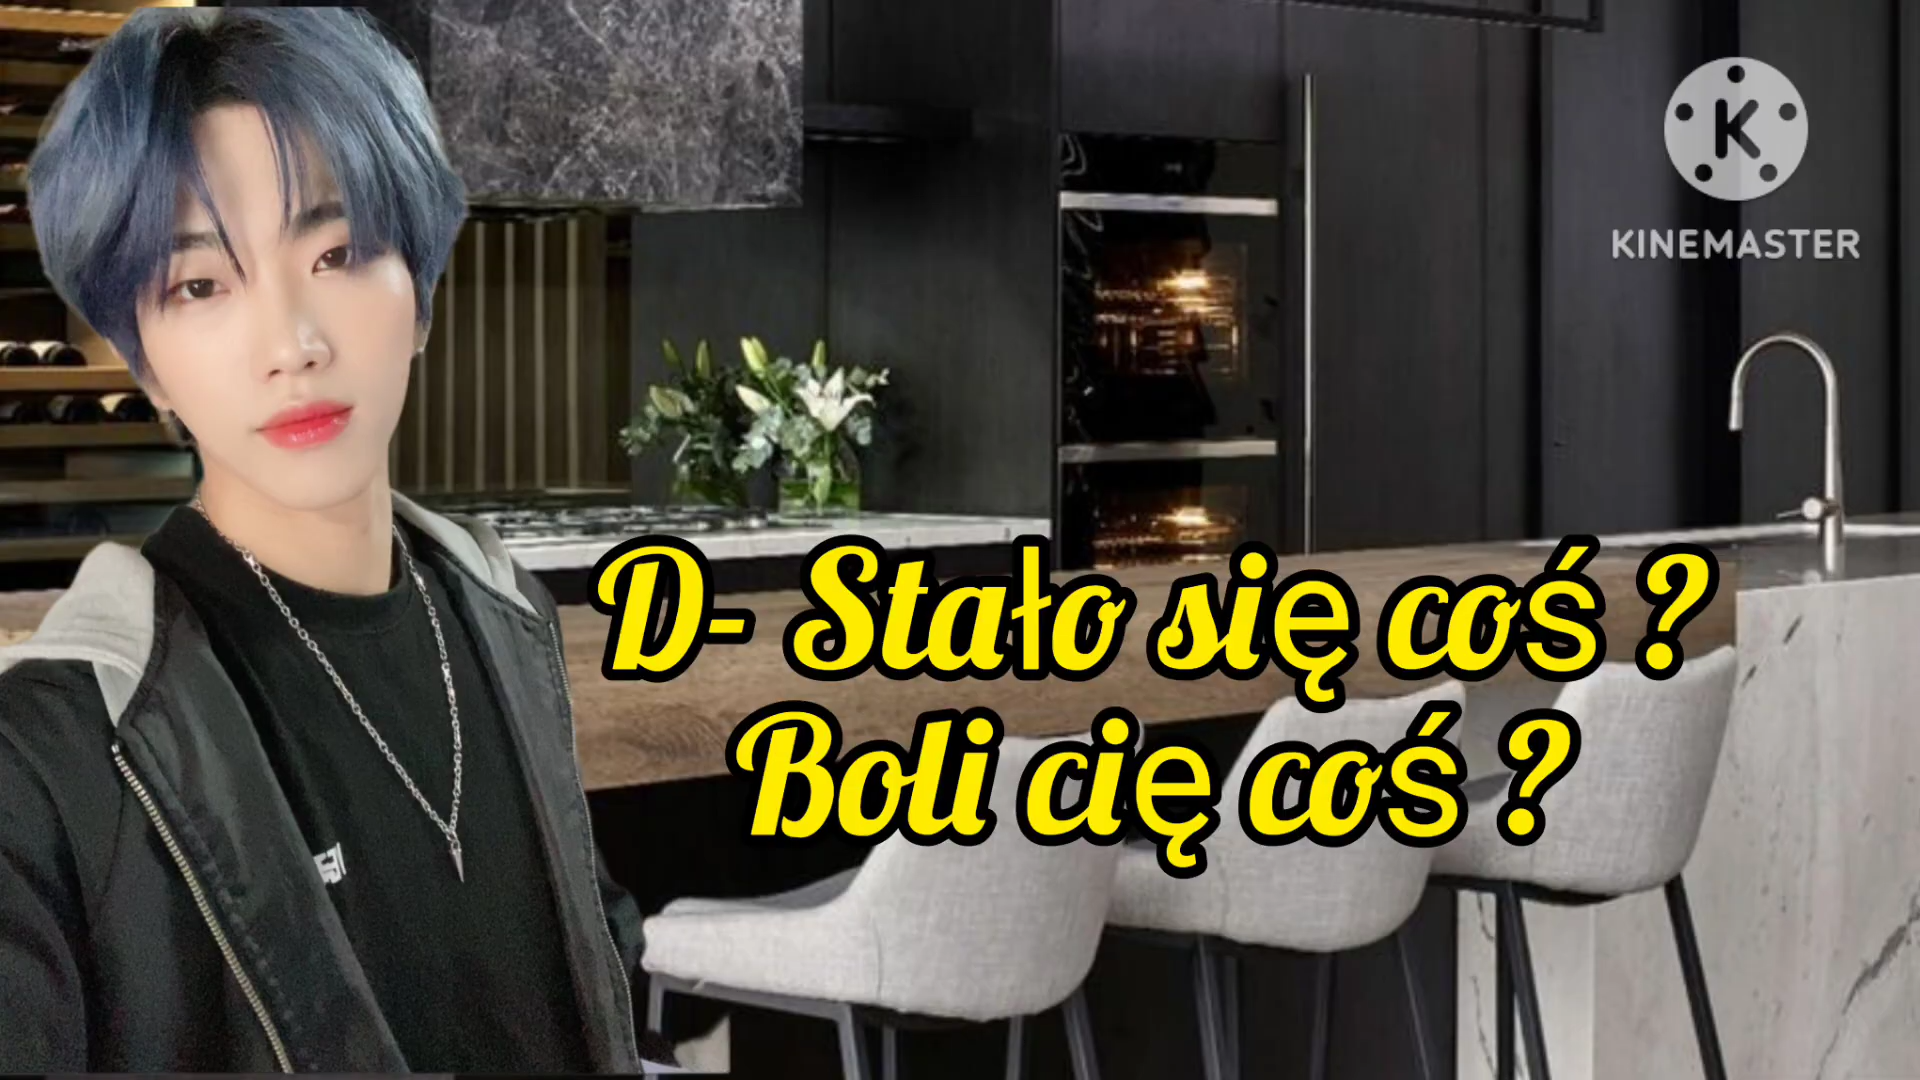 K
KINEMASTER
D- Stało się coś ?
Boli cię coś ?